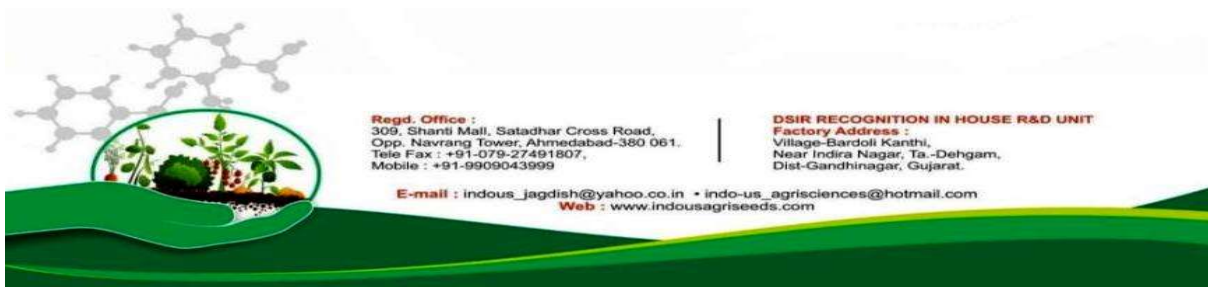 Regd. Office :
309, Shanti Mall, Satadhar Cross Road,
Opp. Navrang Tower, Ahmedabad-380 061.
Tele Fax : +91-079-27491807,
Mobile : +91-9909043999
DSIR RECOGNITION IN HOUSE R&D UNIT
Factory Address :
Village-Bardoli Kanthi,
Near Indira Nagar, Ta.-Dehgam,
Dist-Gandhinagar, Gujarat.
E-mail : indous_jagdish@yahoo.co.in • indo-us_agrisciences@hotmail.com
Web : www.indousagriseeds.com